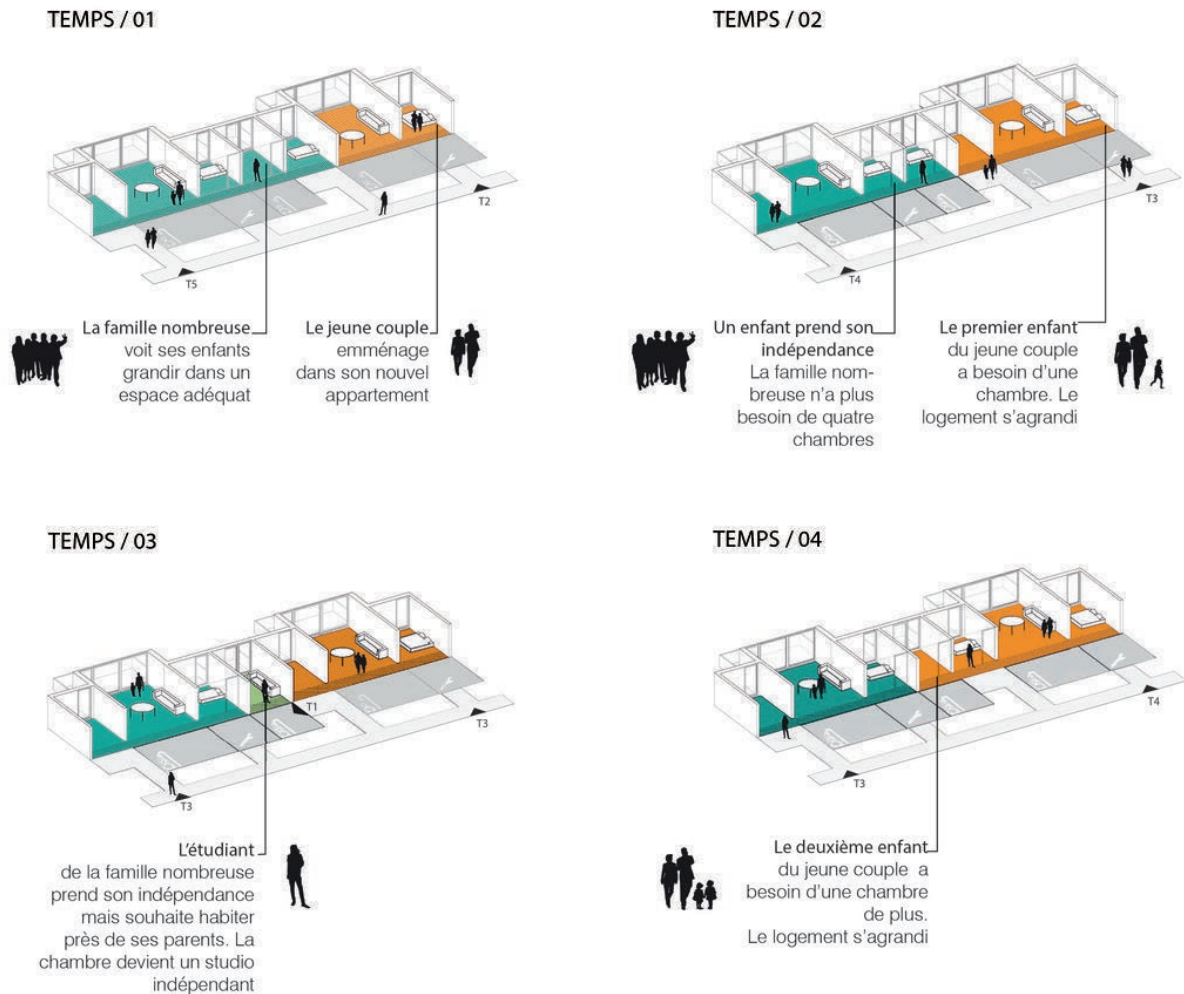 TEMPS / 01
T2
T5
La famille nombreuse
voit ses enfants
grandir dans un
espace adéquat
Le jeune couple
emménage
dans son nouvel
appartement
TEMPS / 02
T3
T4
Un enfant prend son
indépendance
La famille nom-
breuse n'a plus
besoin de quatre
chambres
Le premier enfant
du jeune couple
a besoin d'une
chambre. Le
logement s'agrandi
TEMPS / 03
T1
T3
T3
L'étudiant
de la famille nombreuse
prend son indépendance
mais souhaite habiter
près de ses parents. La
chambre devient un studio
indépendant
TEMPS / 04
T4
T3
Le deuxième enfant
du jeune couple a
besoin d'une chambre
de plus.
Le logement s'agrandi